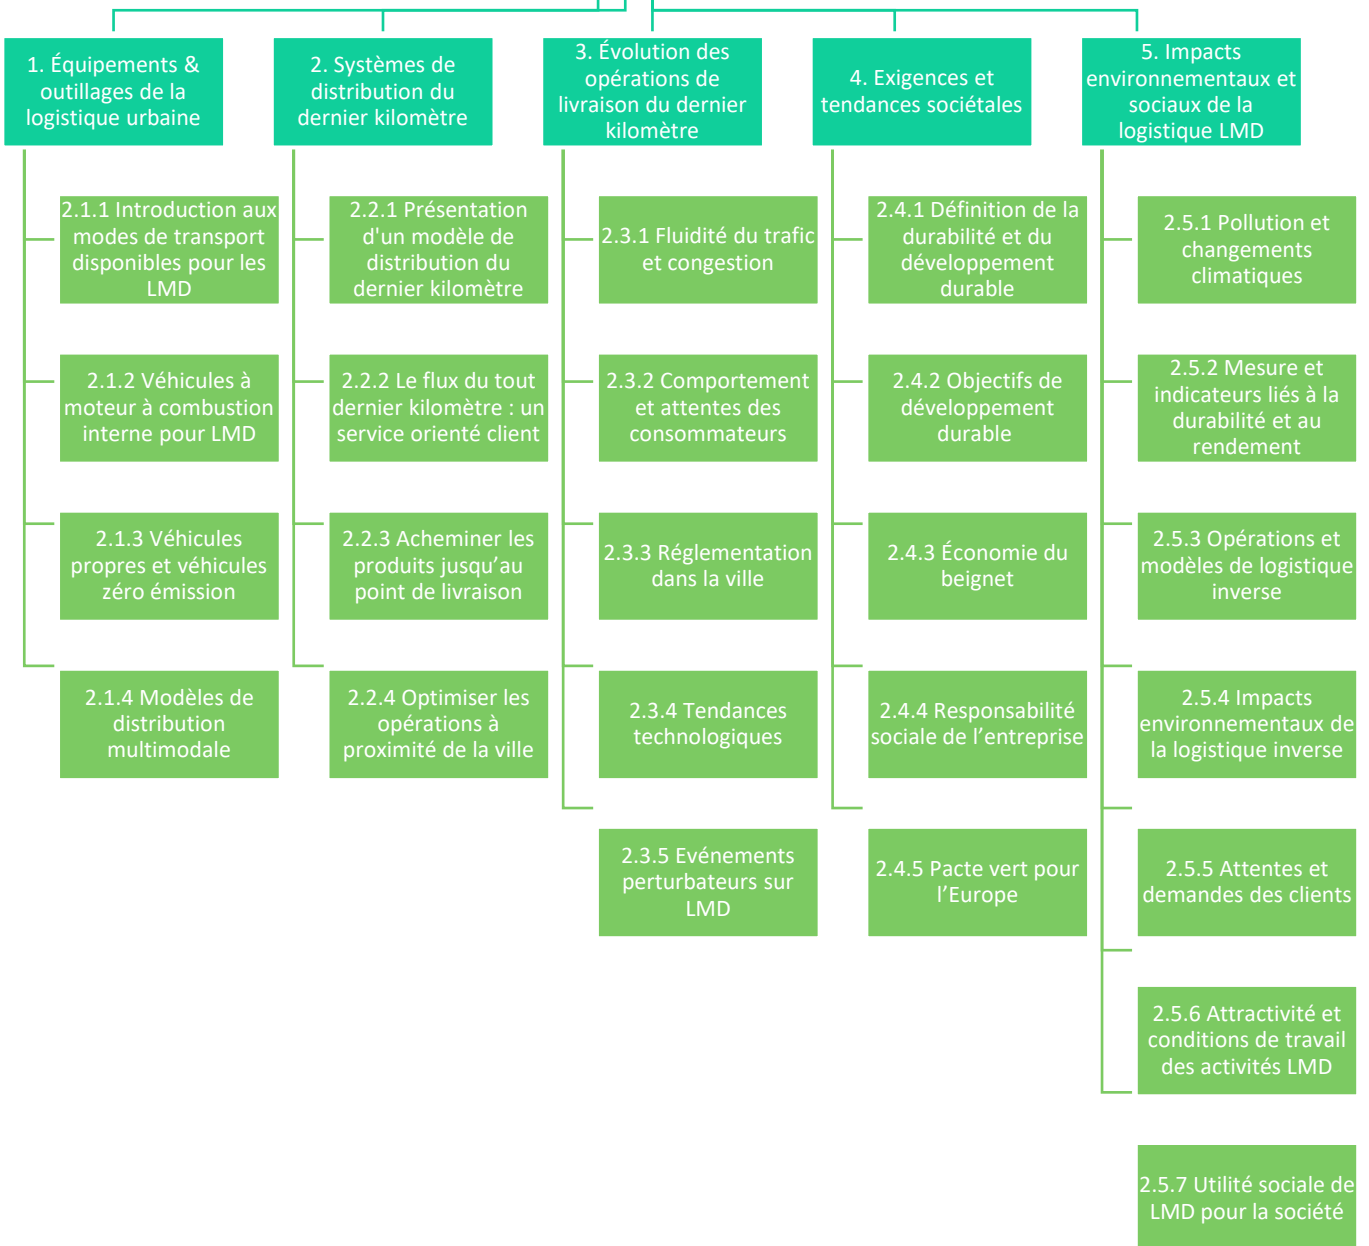 1. Équipements &
outillages de la
logistique urbaine
2. Systèmes de
distribution du
dernier kilomètre
3. Évolution des
opérations de
livraison du dernier
kilomètre
4. Exigences et
tendances sociétales
5. Impacts
environnementaux et
sociaux de la
logistique LMD
2.1.1 Introduction aux
modes de transport
disponibles pour les
LMD
2.1.2 Véhicules à
moteur à combustion
interne pour LMD
2.1.3 Véhicules
propres et véhicules
zéro émission
2.1.4 Modèles de
distribution
multimodale
2.2.1 Présentation
d'un modèle de
distribution du
dernier kilomètre
2.2.2 Le flux du tout
dernier kilomètre : un
service orienté client
2.2.3 Acheminer les
produits jusqu’au
point de livraison
2.2.4 Optimiser les
opérations à
proximité de la ville
2.3.1 Fluidité du trafic
et congestion
2.3.2 Comportement
et attentes des
consommateurs
2.3.3 Réglementation
dans la ville
2.3.4 Tendances
technologiques
2.3.5 Evénements
perturbateurs sur
LMD
2.4.1 Définition de la
durabilité et du
développement
durable
2.4.2 Objectifs de
développement
durable
2.4.3 Économie du
beignet
2.4.4 Responsabilité
sociale de l’entreprise
2.4.5 Pacte vert pour
l’Europe
2.5.1 Pollution et
changements
climatiques
2.5.2 Mesure et
indicateurs liés à la
durabilité et au
rendement
2.5.3 Opérations et
modèles de logistique
inverse
2.5.4 Impacts
environnementaux de
la logistique inverse
2.5.5 Attentes et
demandes des clients
2.5.6 Attractivité et
conditions de travail
des activités LMD
2.5.7 Utilité sociale de
LMD pour la société